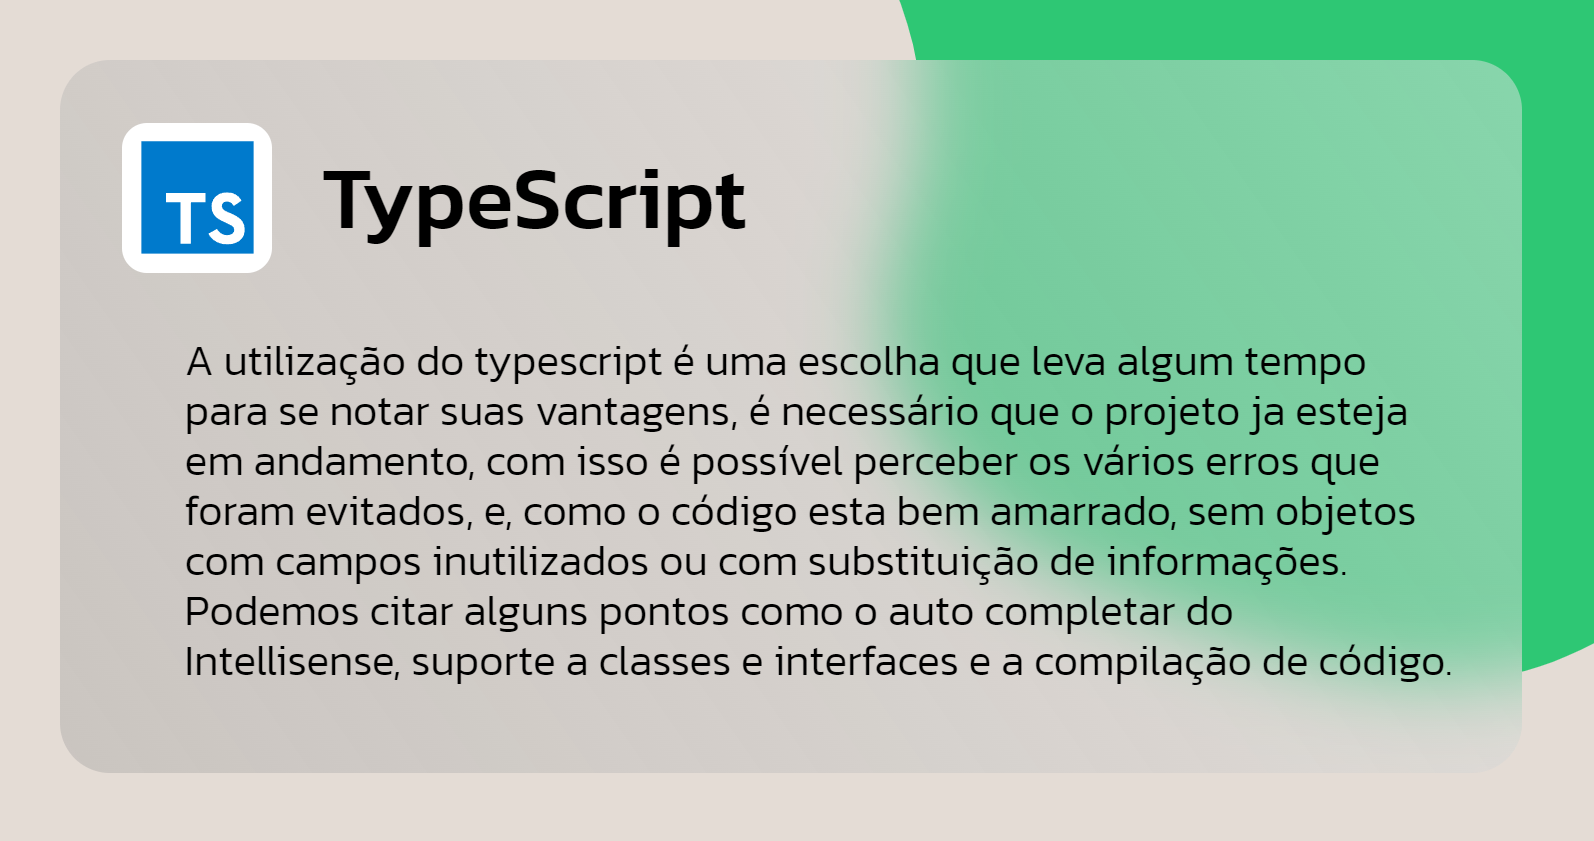 TS
TypeScript
A utilização do typescript é uma escolha que leva algum tempo
para se notar suas vantagens, é necessário que o projeto ja esteja
em andamento, com isso é possível perceber os vários erros que
foram evitados, e, como o código esta bem amarrado, sem objetos
com campos inutilizados ou com substituição de informações.
Podemos citar alguns pontos como o auto completar do
Intellisense, suporte a classes e interfaces e a compilação de código.